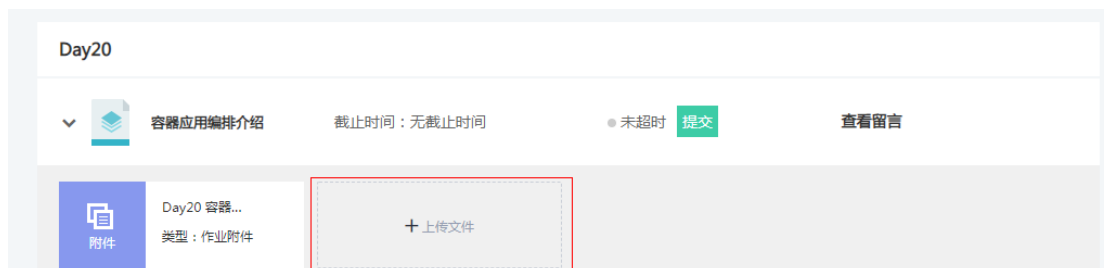 Day20
容器应用编排介绍 截止时间：无截止时间 未超时 提交 查看留言
Day20 容器...
附件 类型：作业附件
+ 上传文件